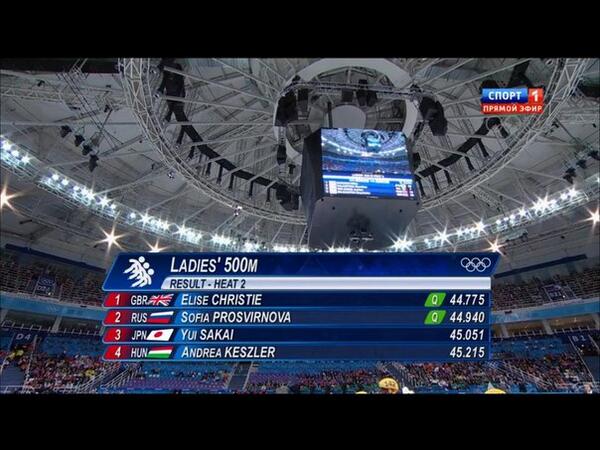 СПОРТ 1
ПРЯМОЙ ЭФИР
LADIES' 500M
RESULT - HEAT 2
1 GBR ELISE CHRISTIE Q 44.775
2 RUS SOFIA PROSVIRNOVA Q 44.940
3 JPN YUI SAKAI 45.051
4 HUN ANDREA KESZLER 45.215